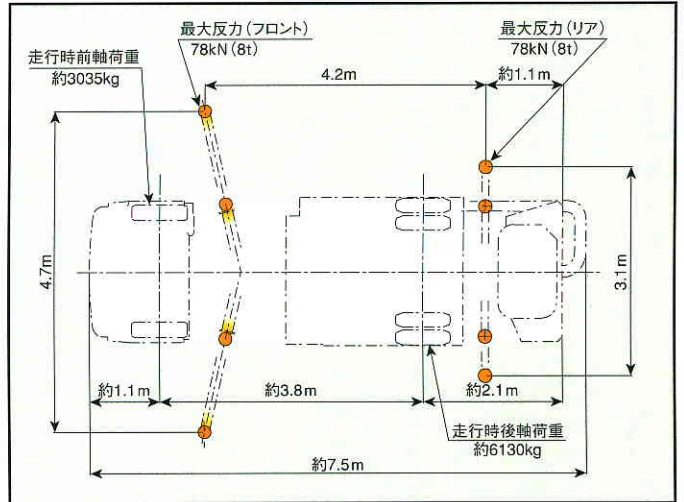 最大反力(フロント)
78kN(8t)
最大反力(リア)
78kN(8t)
走行時前軸荷重
約3035kg
4.2m
約1.1m
4.7m
3.1m
約1.1m
約3.8m
約2.1m
走行時後軸荷重
約6130kg
約7.5m